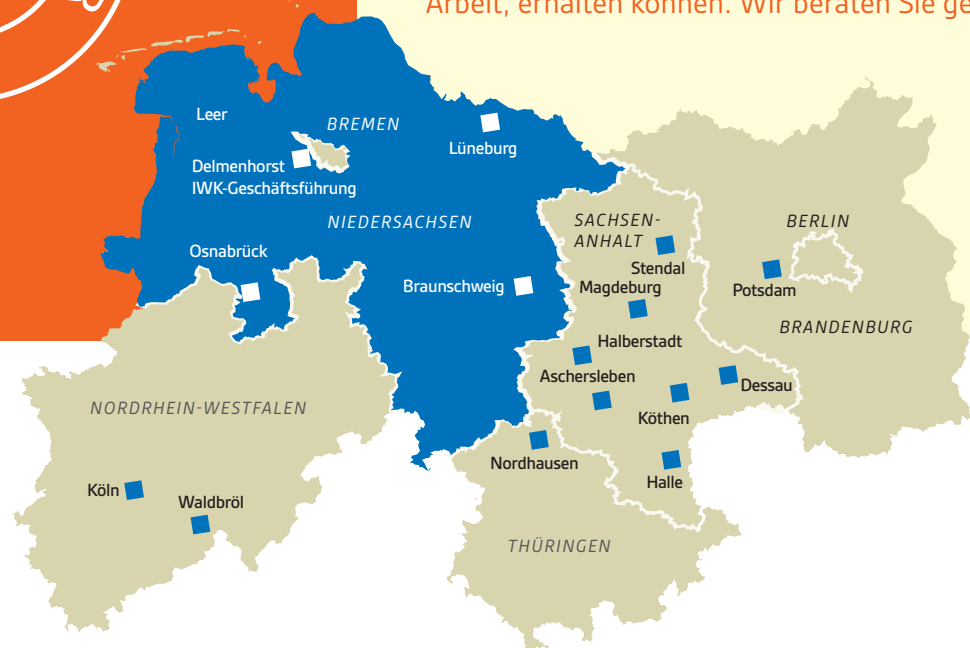 Arbeit, erhalten können. Wir beraten Sie
Leer
BREMEN
Lüneburg
Delmenhorst
IWK-Geschäftsführung
NIEDERSACHSEN
SACHSEN-
ANHALT
BERLIN
Osnabrück
Stendal
Braunschweig
Magdeburg
Potsdam
BRANDENBURG
Halberstadt
Aschersleben
Dessau
NORDRHEIN-WESTFALEN
Köthen
Nordhausen
Halle
Köln
Waldbröl
THÜRINGEN